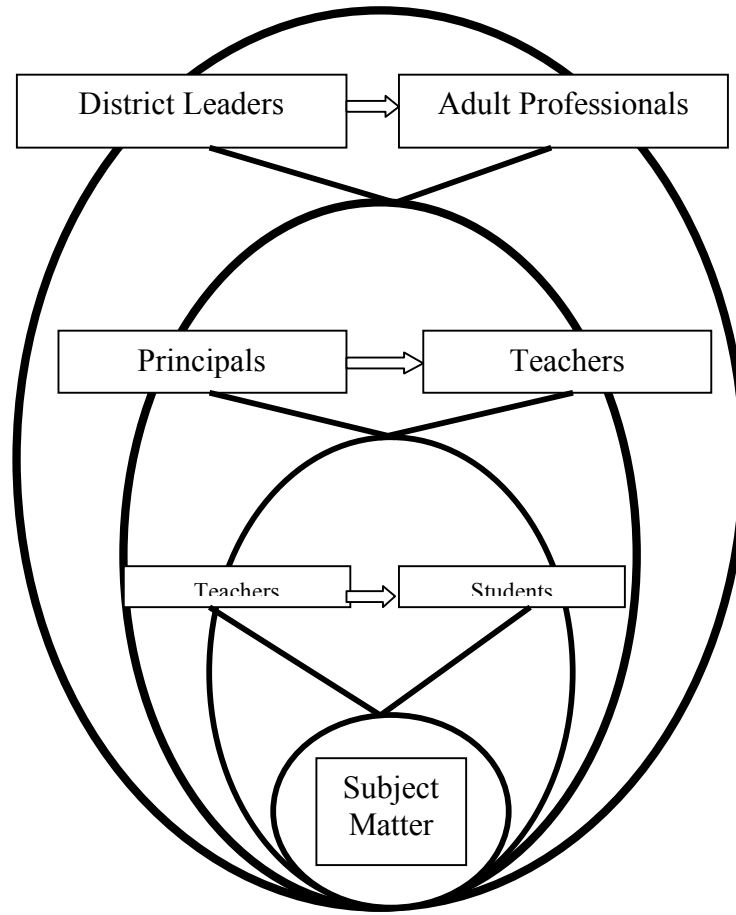 District Leaders
Adult Professionals
Principals
Teachers
Teachers
Students
Subject
Matter